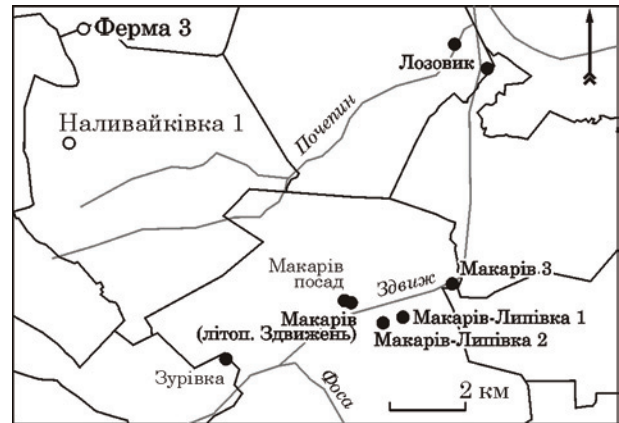 Ферма 3
Лозовик
Наливайківка 1
Почепин
Макарів 3
Здвиж
Макарів
посад
Макарів
(літоп. Здвижень)
Макарів-Липівка 1
Макарів-Липівка 2
Зурівка
Фоса
2 км